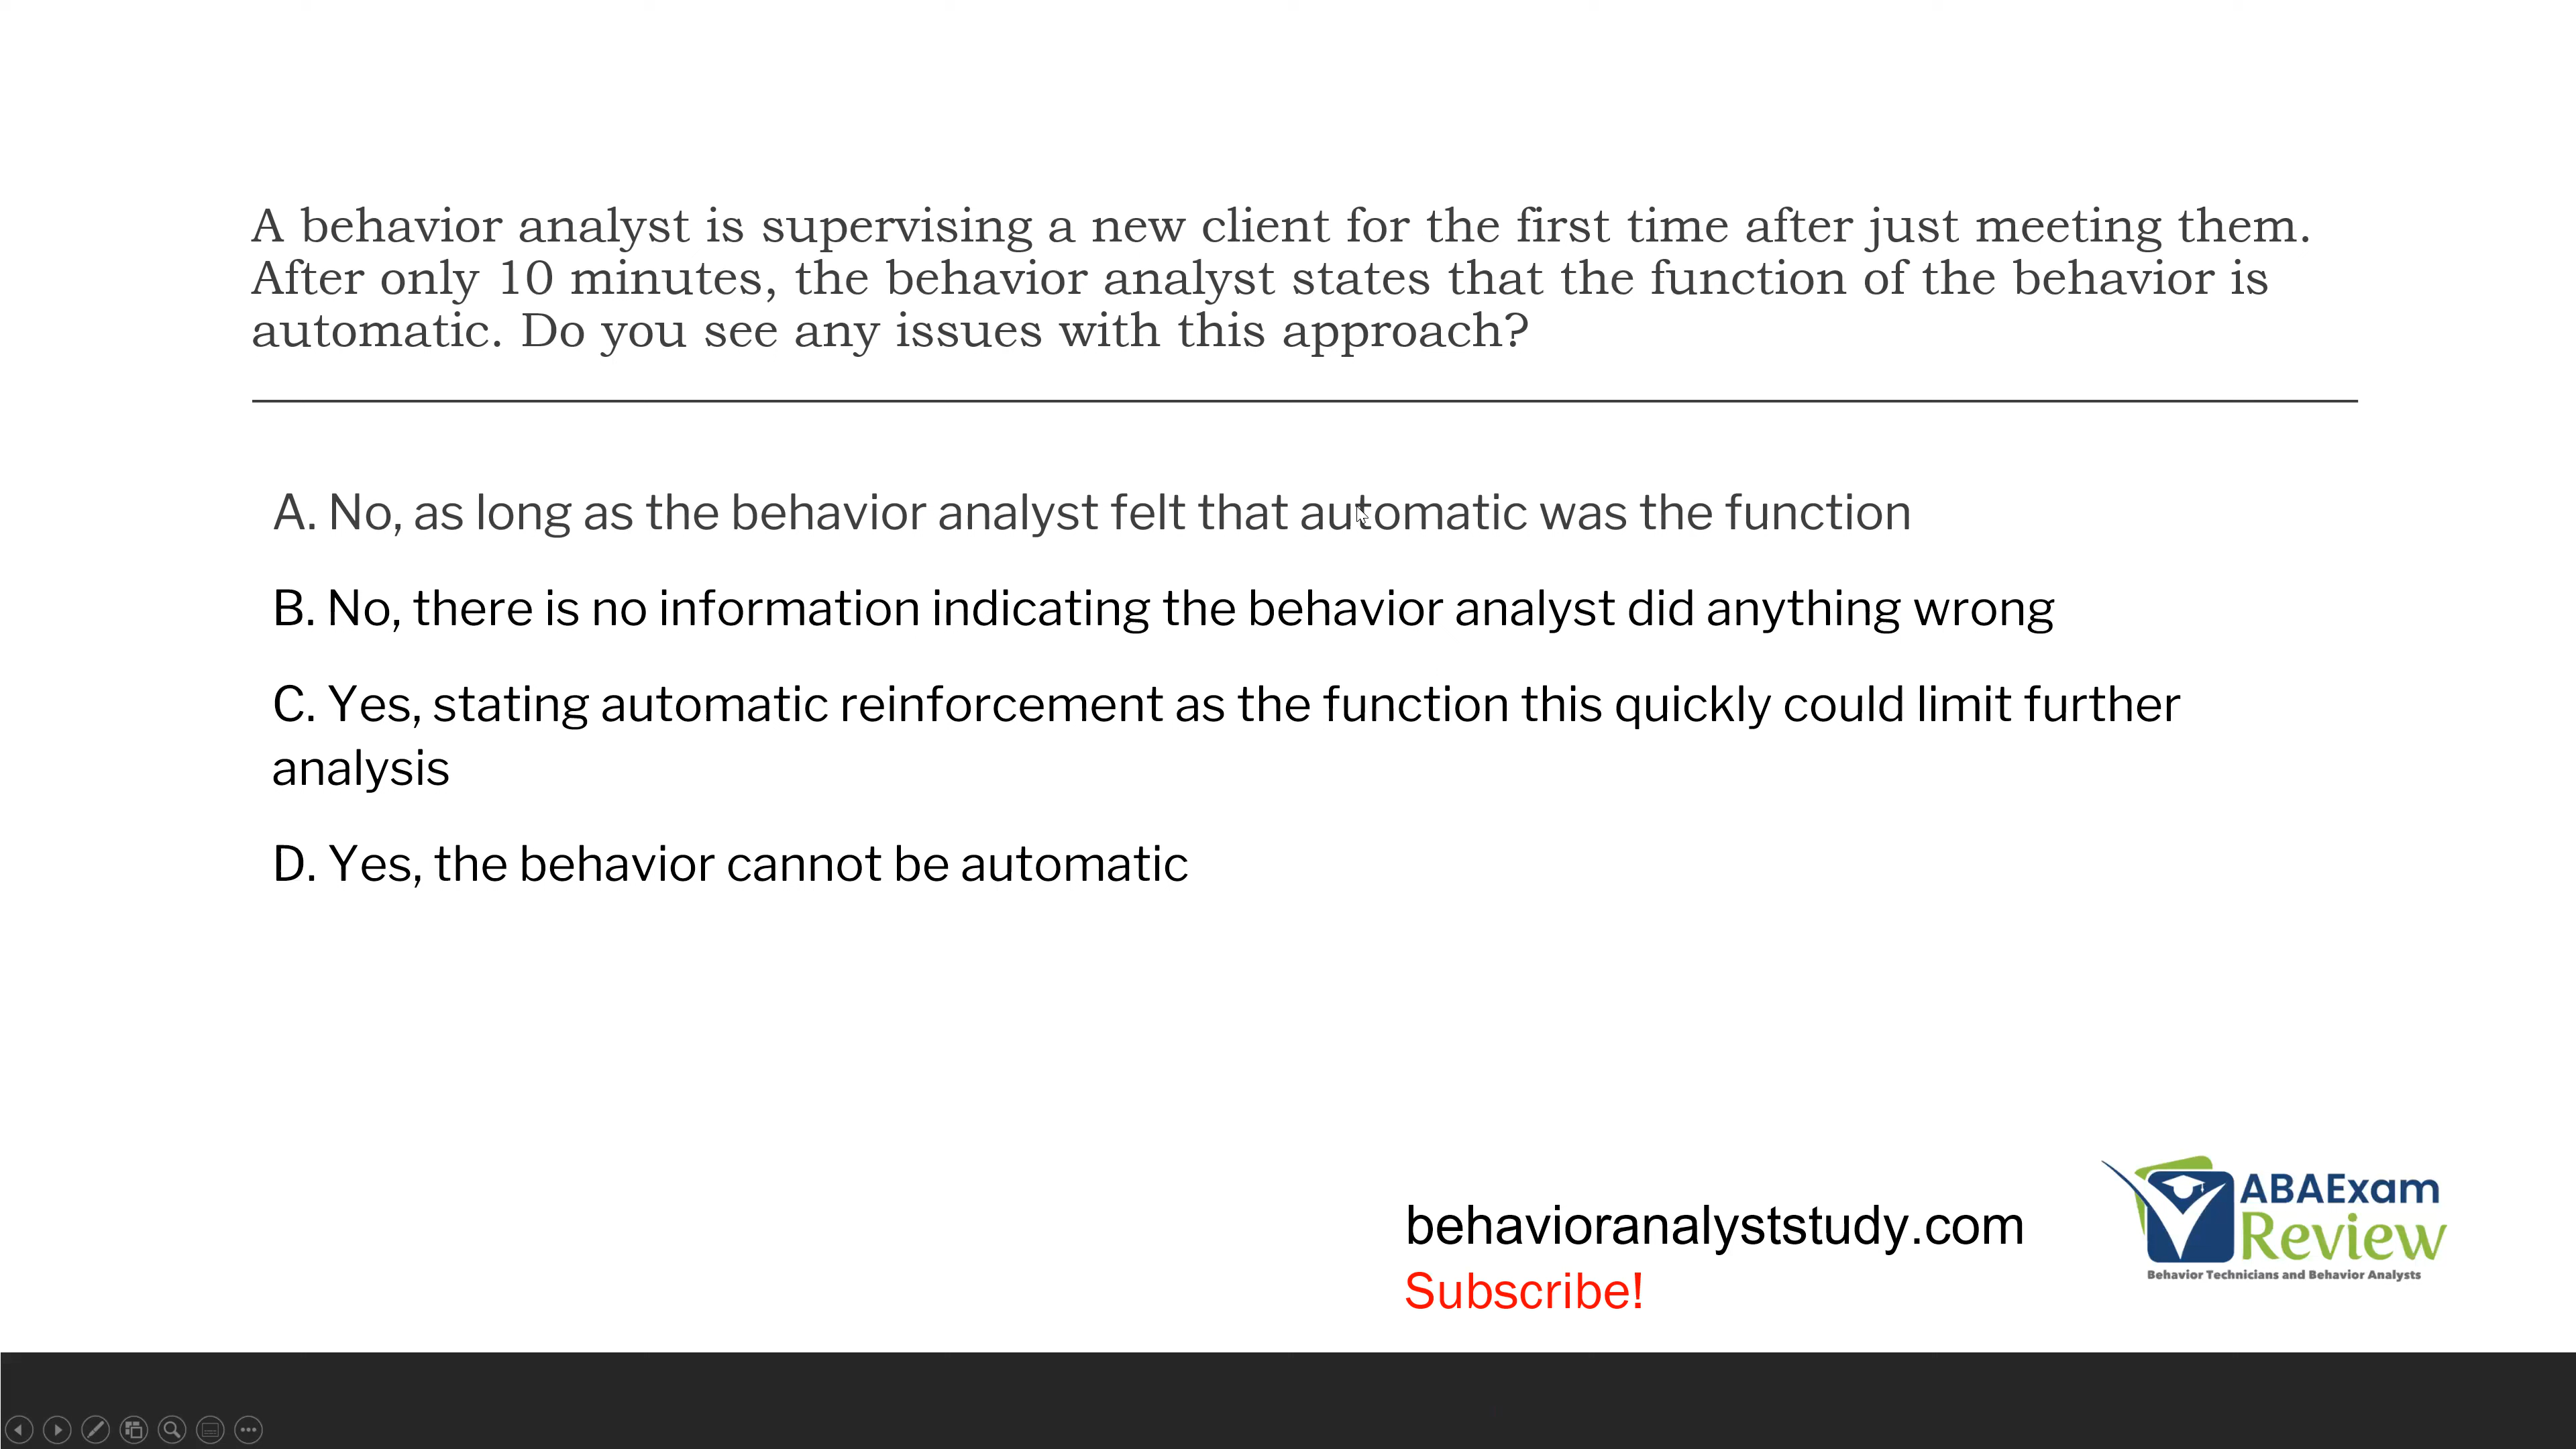 A behavior analyst is supervising a new client for the first time after just meeting them.
After only 10 minutes, the behavior analyst states that the function of the behavior is
automatic. Do you see any issues with this approach?
A. No, as long as the behavior analyst felt that automatic was the function
B. No, there is no information indicating the behavior analyst did anything wrong
C. Yes, stating automatic reinforcement as the function this quickly could limit further
analysis
D. Yes, the behavior cannot be automatic
behavioranalyststudy.com
Subscribe!
ABAExam
Review
Behavior Technicians and Behavior Analysts